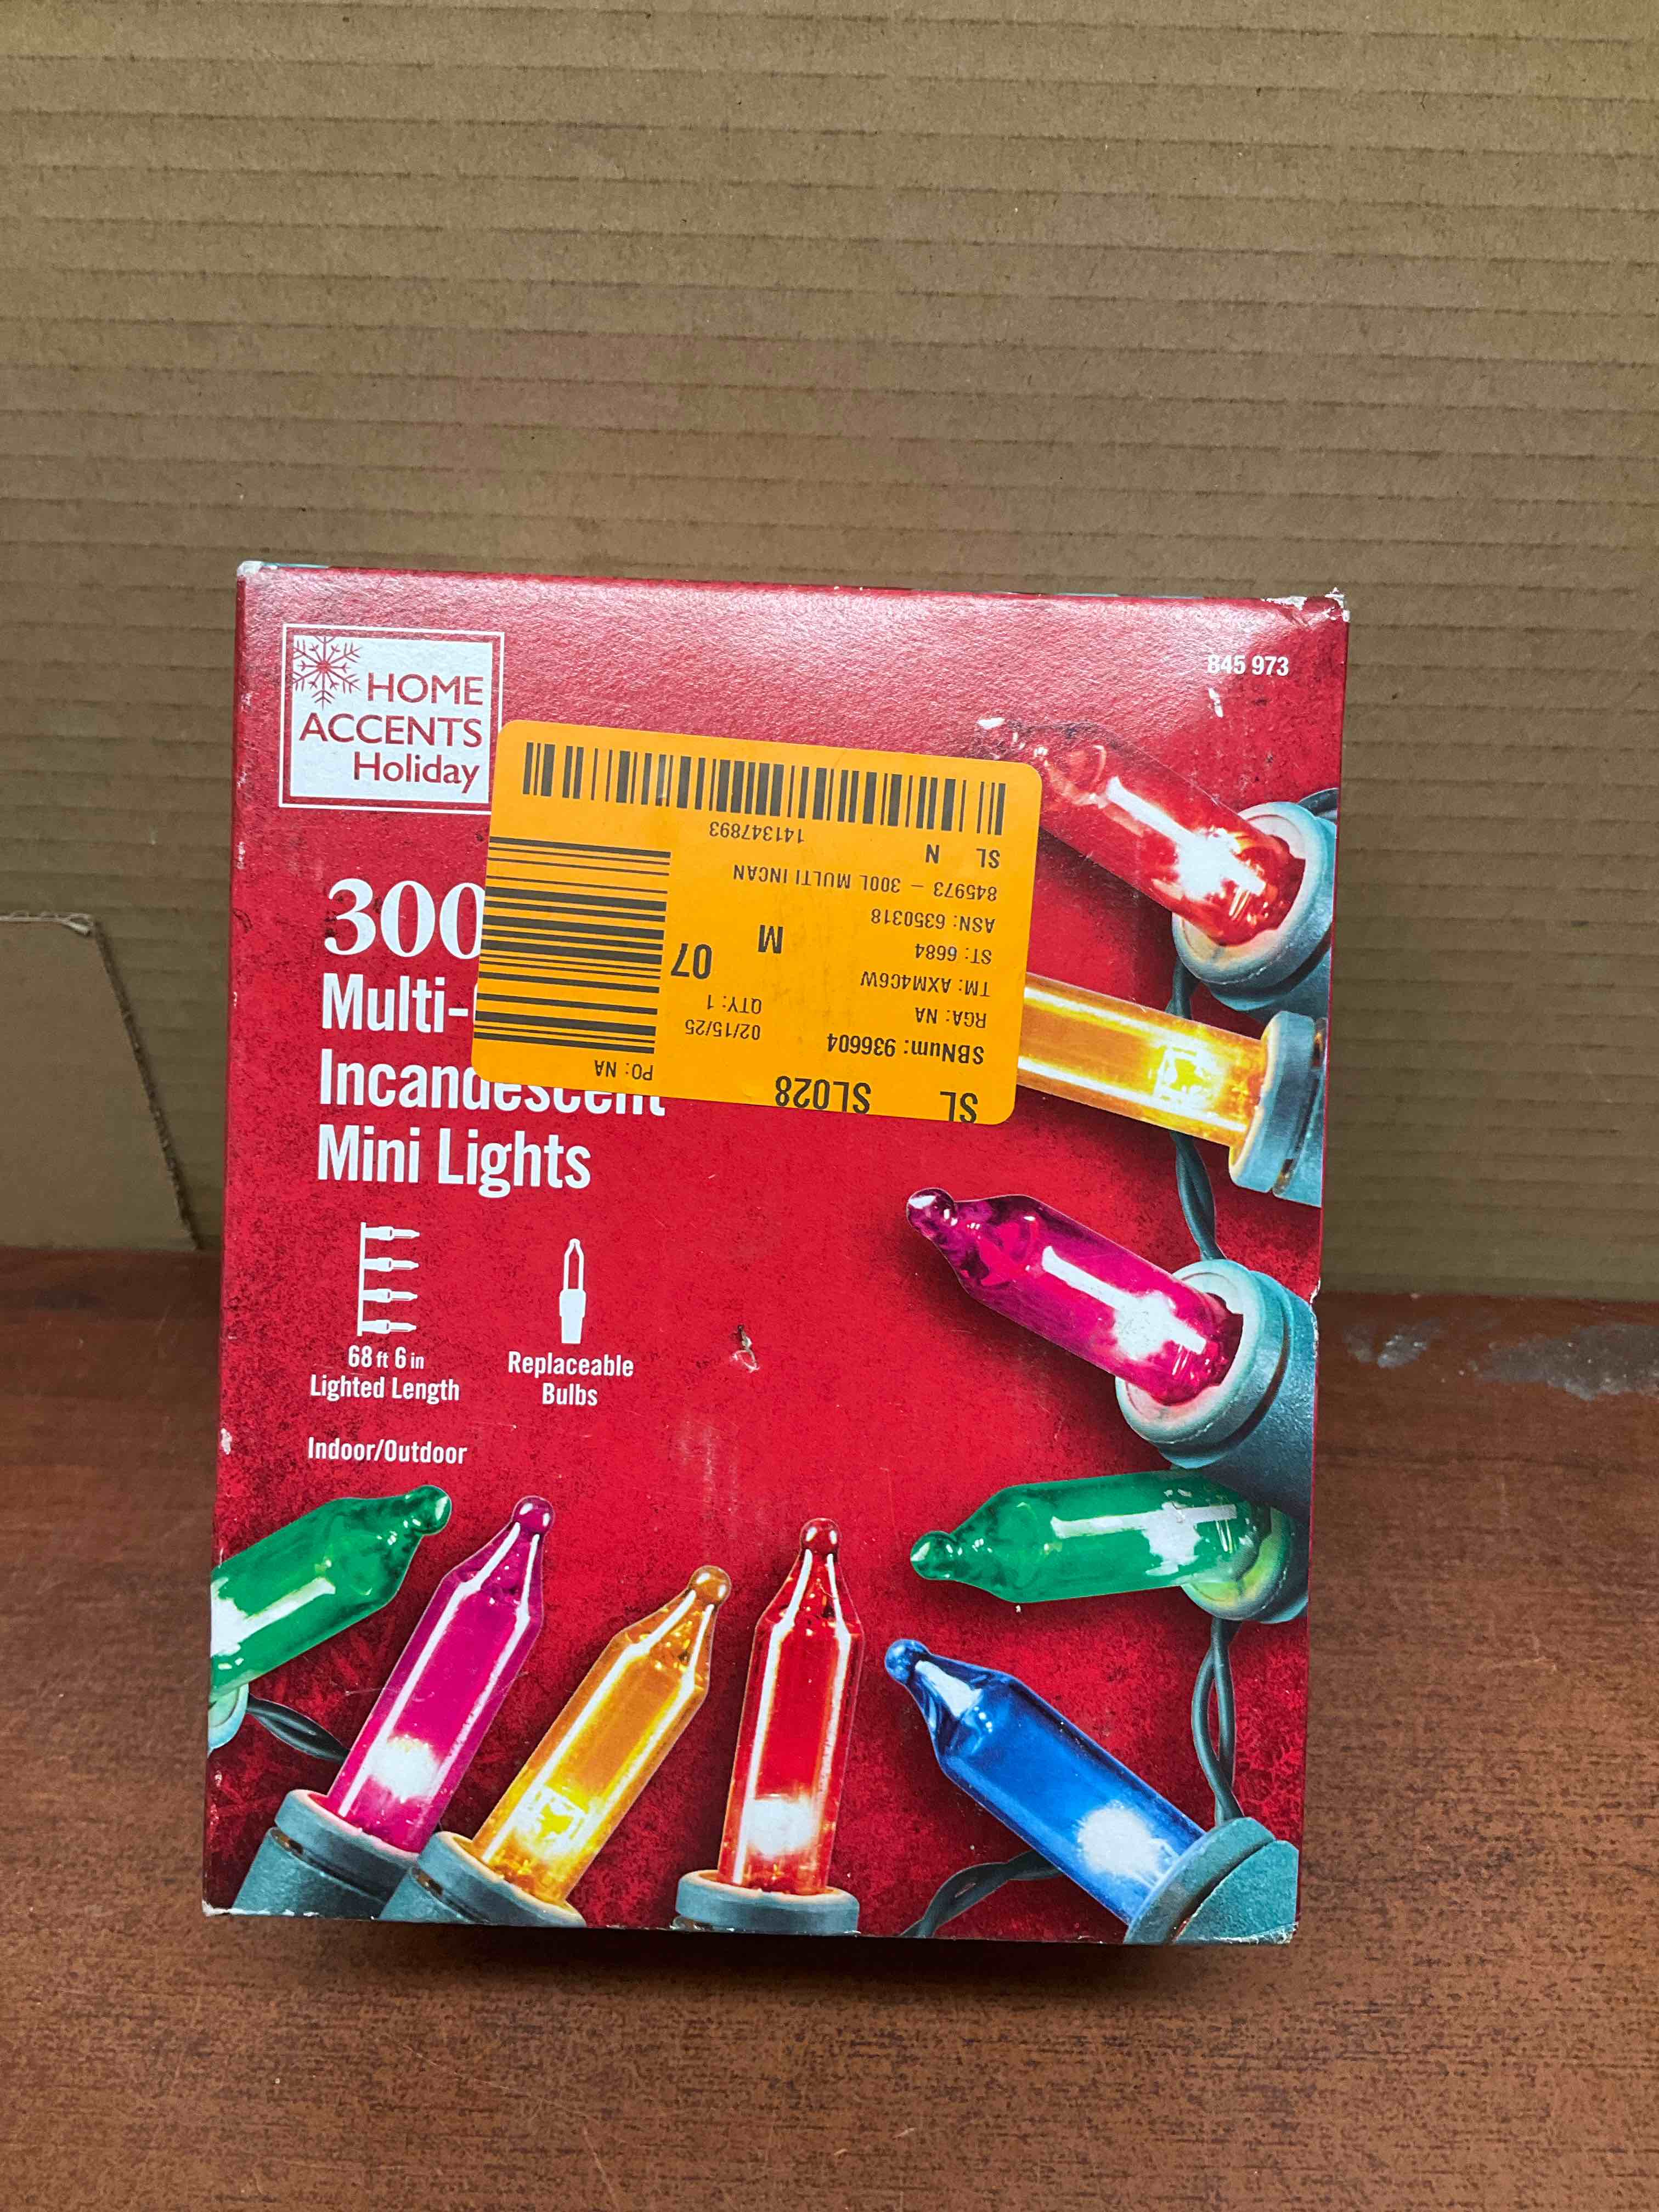 HOME
ACCENTS
Holiday
845 973
300
Multi-
Incandescent
Mini Lights
68 ft 6 in
Lighted Length
Replaceable
Bulbs
Indoor/Outdoor
SL SL028
PO: NA
SBNum: 936604 02/15/25
RGA: NA QTY: 1
TM: AXM4C6W
ST: 6684 M 07
ASN: 6350318
845973 – 300L MULTI INCAN
SL N
141347893